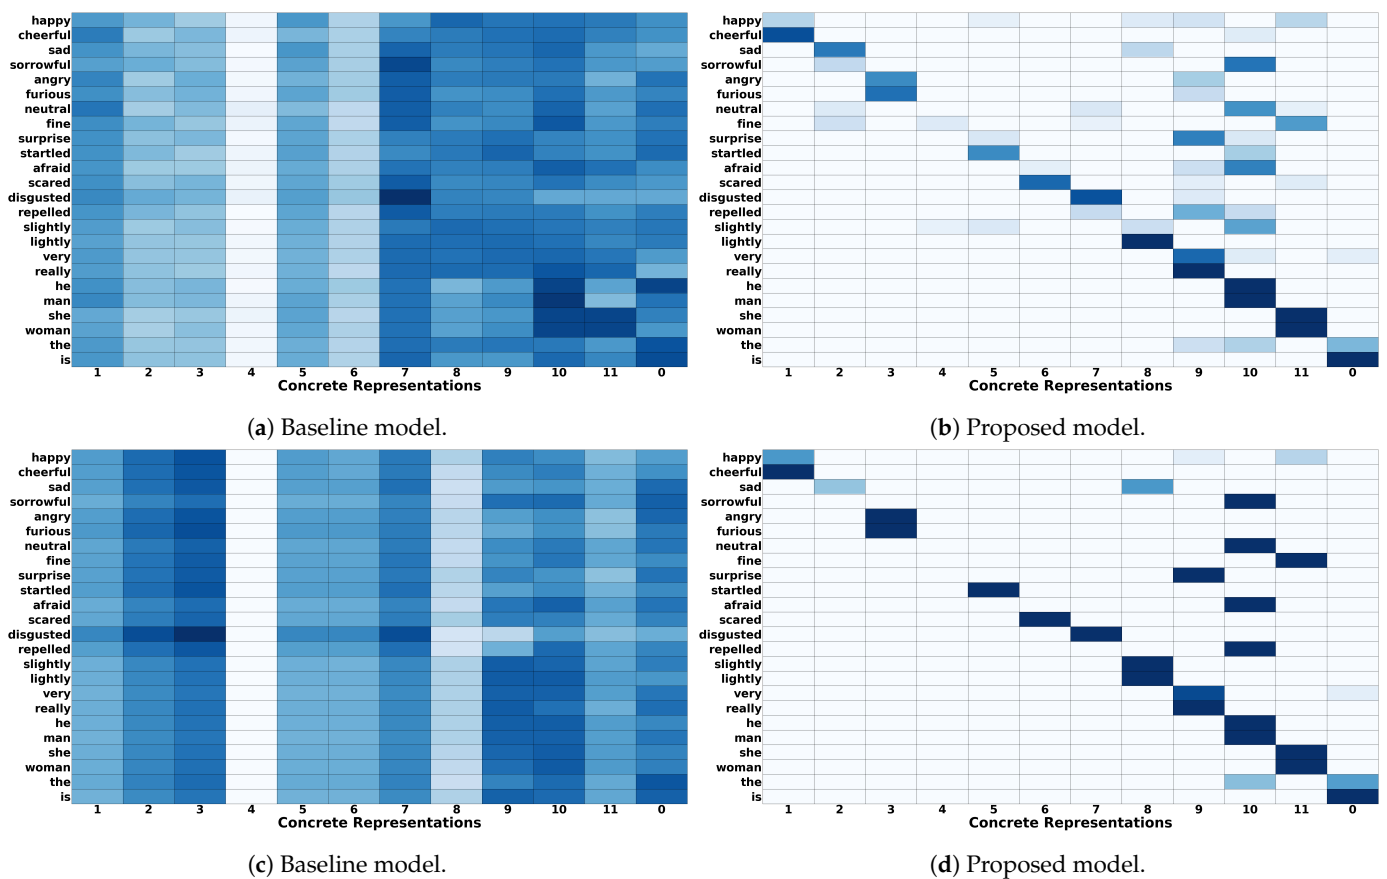 happy
cheerful
sad
sorrowful
angry
furious
neutral
fine
surprise
startled
afraid
scared
disgusted
repelled
slightly
lightly
very
really
he
man
she
woman
the
is
1 2 3 4 5 6 7 8 9 10 11 0
Concrete Representations
(a) Baseline model.
happy
cheerful
sad
sorrowful
angry
furious
neutral
fine
surprise
startled
afraid
scared
disgusted
repelled
slightly
lightly
very
really
he
man
she
woman
the
is
1 2 3 4 5 6 7 8 9 10 11 0
Concrete Representations
(b) Proposed model.
happy
cheerful
sad
sorrowful
angry
furious
neutral
fine
surprise
startled
afraid
scared
disgusted
repelled
slightly
lightly
very
really
he
man
she
woman
the
is
1 2 3 4 5 6 7 8 9 10 11 0
Concrete Representations
(c) Baseline model.
happy
cheerful
sad
sorrowful
angry
furious
neutral
fine
surprise
startled
afraid
scared
disgusted
repelled
slightly
lightly
very
really
he
man
she
woman
the
is
1 2 3 4 5 6 7 8 9 10 11 0
Concrete Representations
(d) Proposed model.